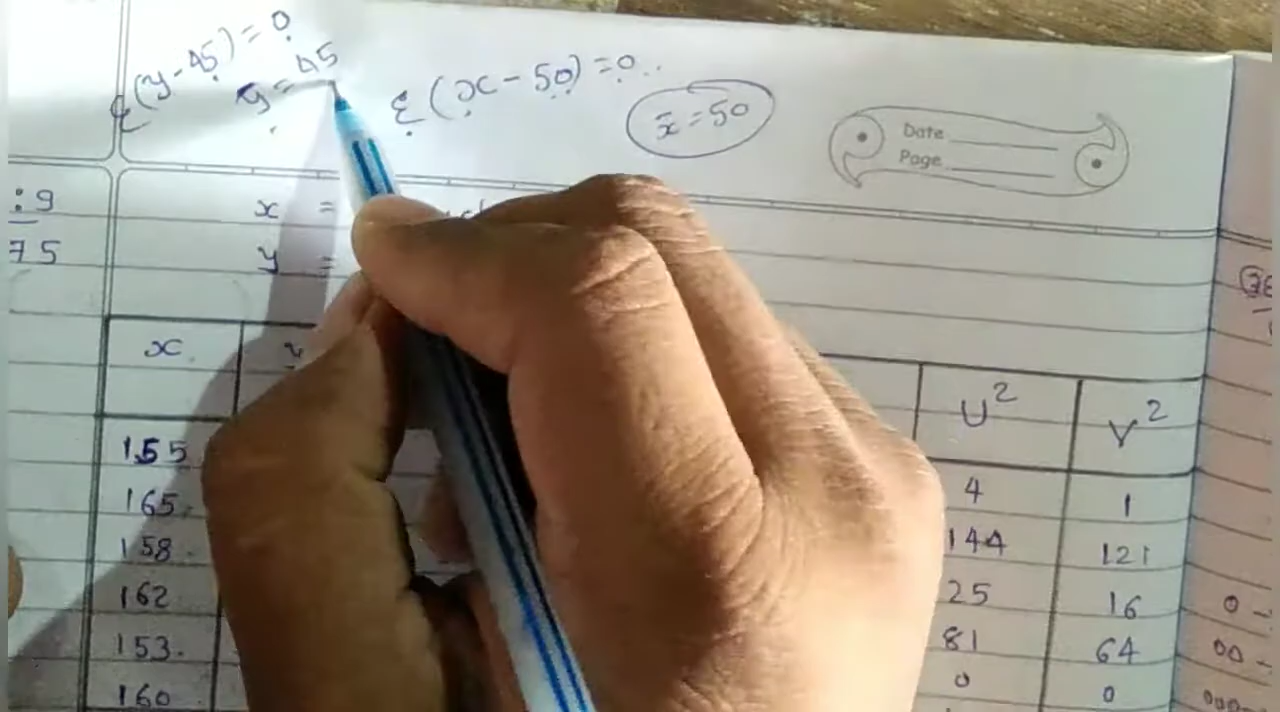 Σ(y-45)=0
y=45
Σ(x-50)=0
x̄=50
Date
Page
:9
x =
75
y =
x
U²
V²
155
165
4
1
158
144
121
162
25
16
153
81
64
160
0
0